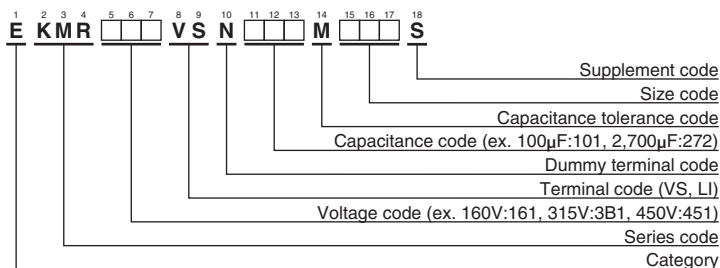 1 2 3 4 5 6 7 8 9 10 11 12 13 14 15 16 17 18
E KMR VS N M S
Supplement code
Size code
Capacitance tolerance code
Capacitance code (ex. 100μF:101, 2,700μF:272)
Dummy terminal code
Terminal code (VS, LI)
Voltage code (ex. 160V:161, 315V:3B1, 450V:451)
Series code
Category